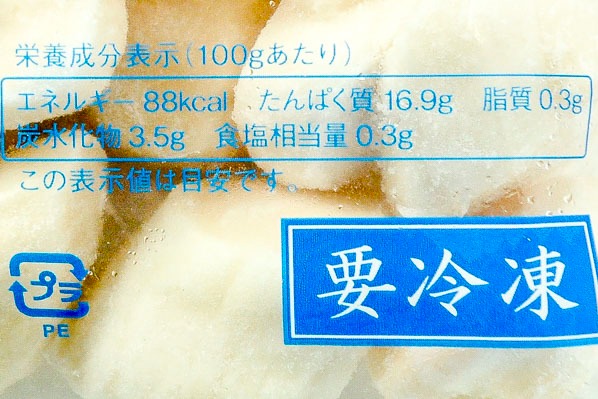 栄養成分表示(100gあたり)
エネルギー 88kcal たんぱく質 16.9g 脂質 0.3g
炭水化物 3.5g 食塩相当量 0.3g
この表示値は目安です。
要冷凍
プラ
PE